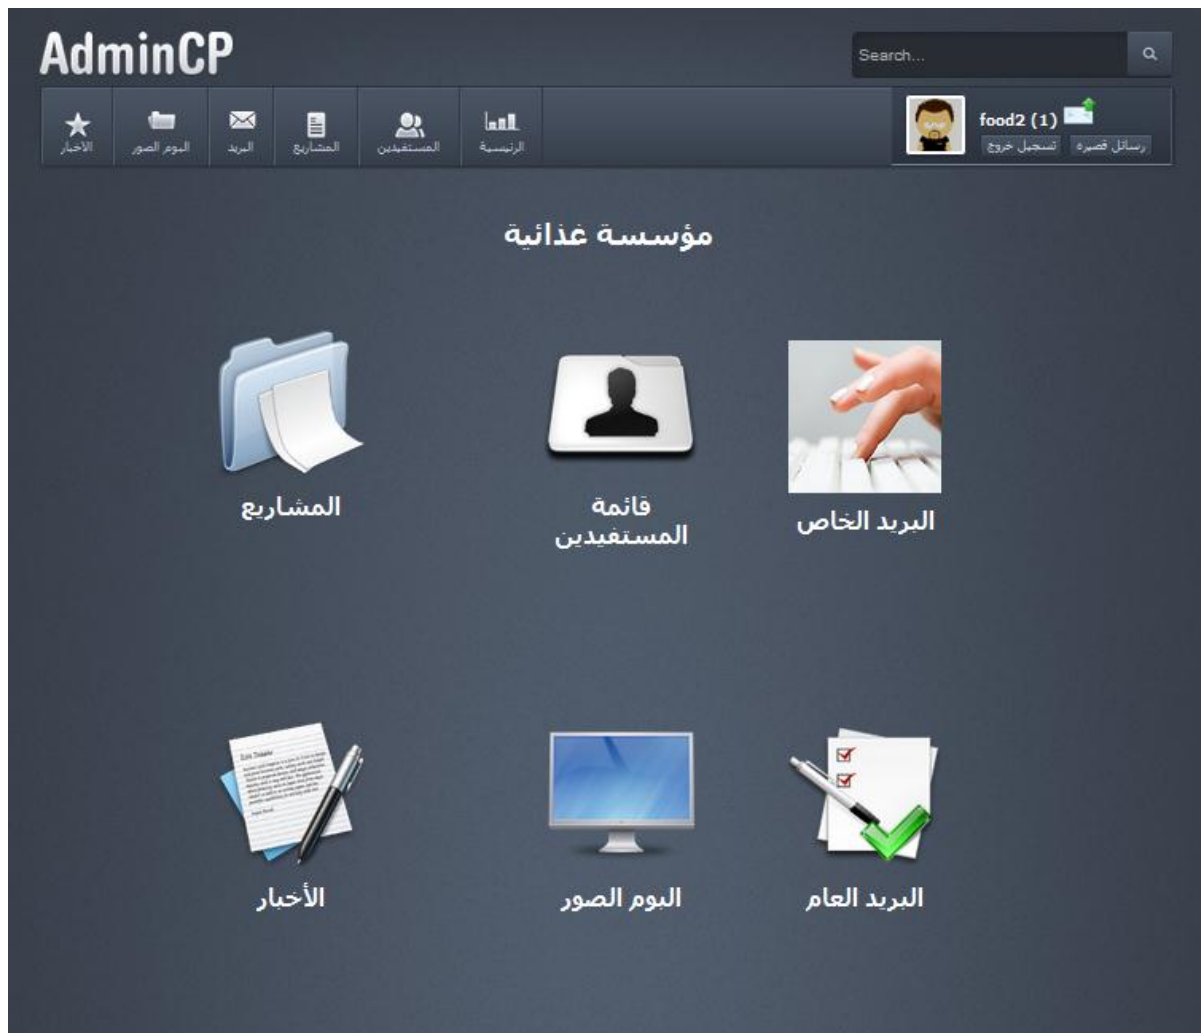 AdminCP
Search...
الرئيسية
المستفيدين
المشاريع
البريد
البوم الصور
الأخبار
food2 (1)
رسائل قصيره
تسجيل خروج
مؤسسة غذائية
البريد الخاص
قائمة
المستفيدين
المشاريع
البريد العام
البوم الصور
الأخبار